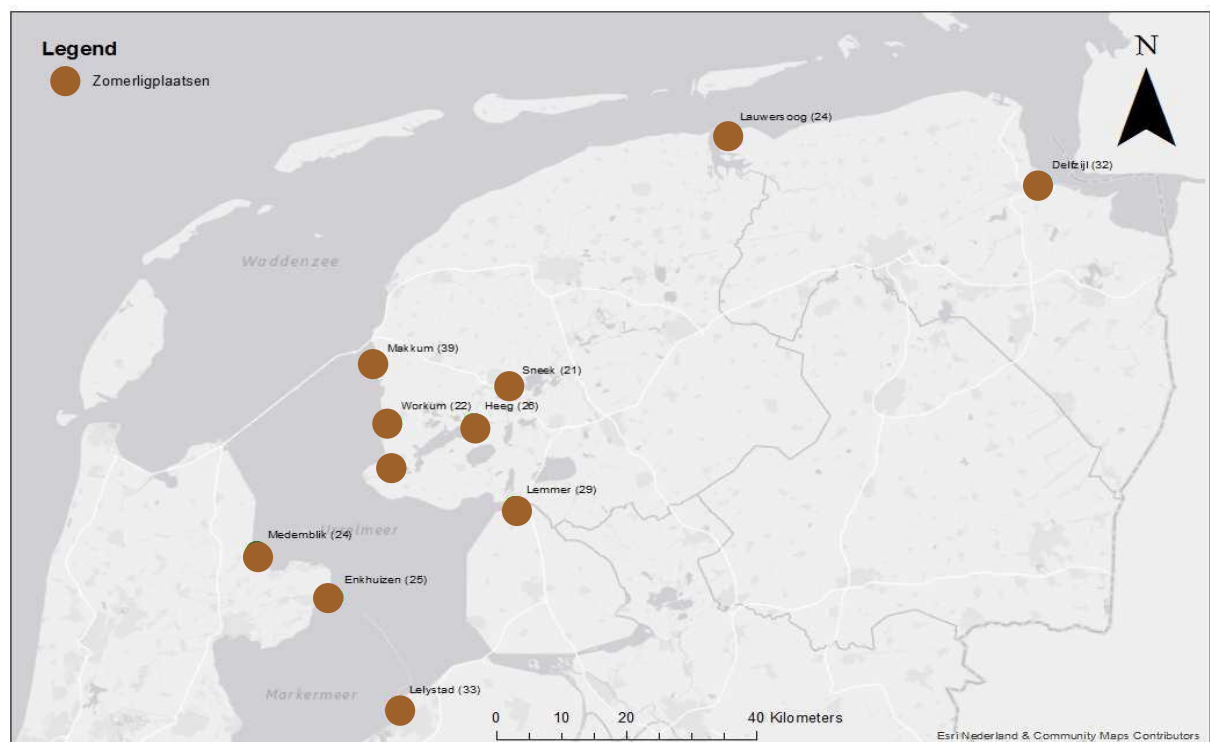 Legend
Zomerligplaatsen
N
Lauwersoog (24)
Delfzijl (32)
Waddenzee
Makkum (39)
Sneek (21)
Workum (22)
Heeg (26)
Lemmer (29)
IJsselmeer
Medemblik (24)
Enkhuizen (25)
Markermeer
Lelystad (33)
0 10 20 40 Kilometers
Esri Nederland & Community Maps Contributors